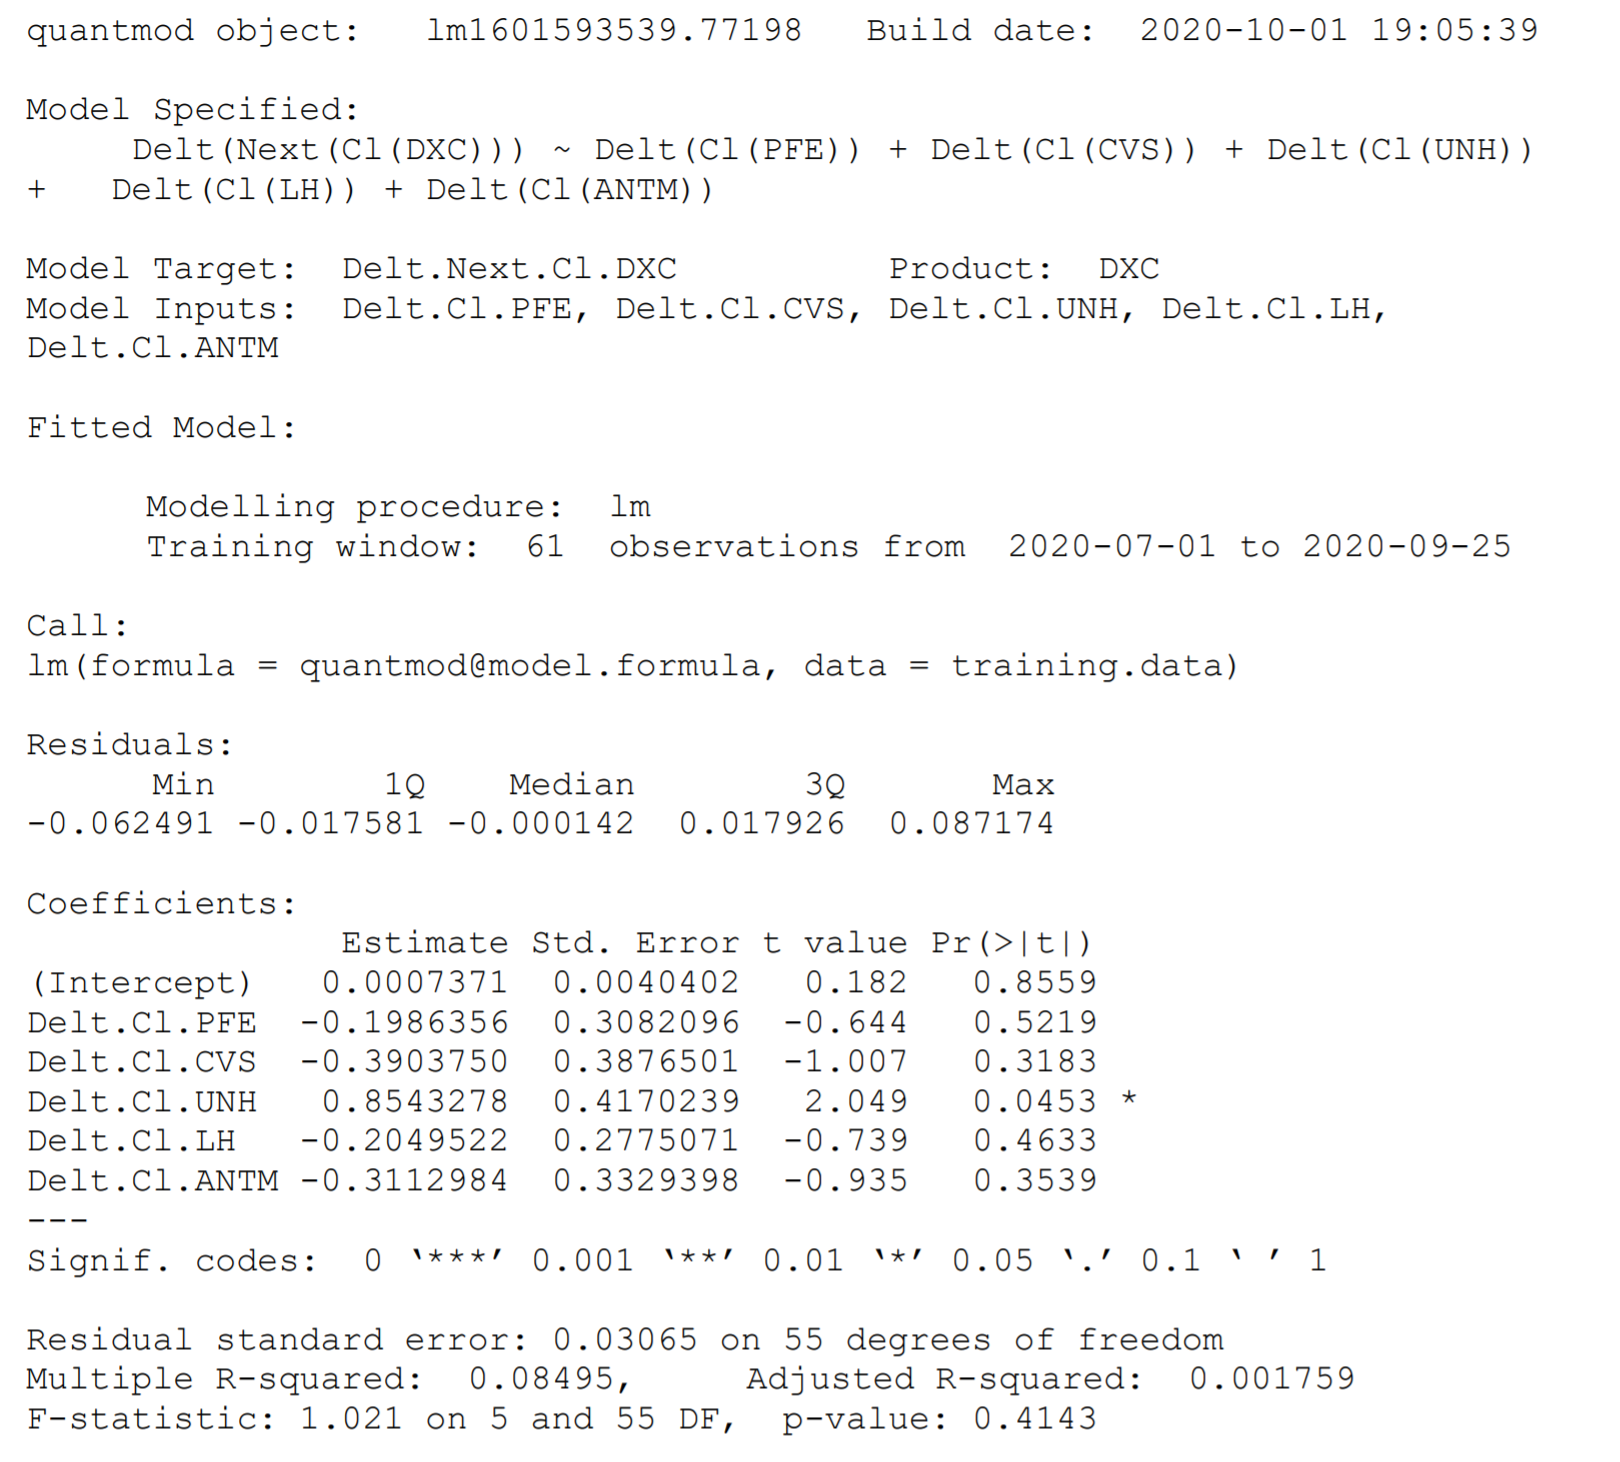 quantmod object:   lm1601593539.77198   Build date:  2020-10-01 19:05:39
Model Specified:
     Delt(Next(Cl(DXC))) ~ Delt(Cl(PFE)) + Delt(Cl(CVS)) + Delt(Cl(UNH))
+   Delt(Cl(LH)) + Delt(Cl(ANTM))
Model Target:  Delt.Next.Cl.DXC          Product:  DXC
Model Inputs:  Delt.Cl.PFE, Delt.Cl.CVS, Delt.Cl.UNH, Delt.Cl.LH,
Delt.Cl.ANTM
Fitted Model:
     Modelling procedure:  lm
     Training window:  61  observations from  2020-07-01 to 2020-09-25
Call:
lm(formula = quantmod@model.formula, data = training.data)
Residuals:
      Min        1Q    Median        3Q       Max
-0.062491 -0.017581 -0.000142  0.017926  0.087174
Coefficients:
               Estimate Std. Error t value Pr(>|t|)
(Intercept)   0.0007371  0.0040402   0.182   0.8559
Delt.Cl.PFE  -0.1986356  0.3082096  -0.644   0.5219
Delt.Cl.CVS  -0.3903750  0.3876501  -1.007   0.3183
Delt.Cl.UNH   0.8543278  0.4170239   2.049   0.0453 *
Delt.Cl.LH   -0.2049522  0.2775071  -0.739   0.4633
Delt.Cl.ANTM -0.3112984  0.3329398  -0.935   0.3539
---
Signif. codes:  0 ‘***’ 0.001 ‘**’ 0.01 ‘*’ 0.05 ‘.’ 0.1 ‘ ’ 1
Residual standard error: 0.03065 on 55 degrees of freedom
Multiple R-squared:  0.08495,     Adjusted R-squared:  0.001759
F-statistic: 1.021 on 5 and 55 DF,  p-value: 0.4143